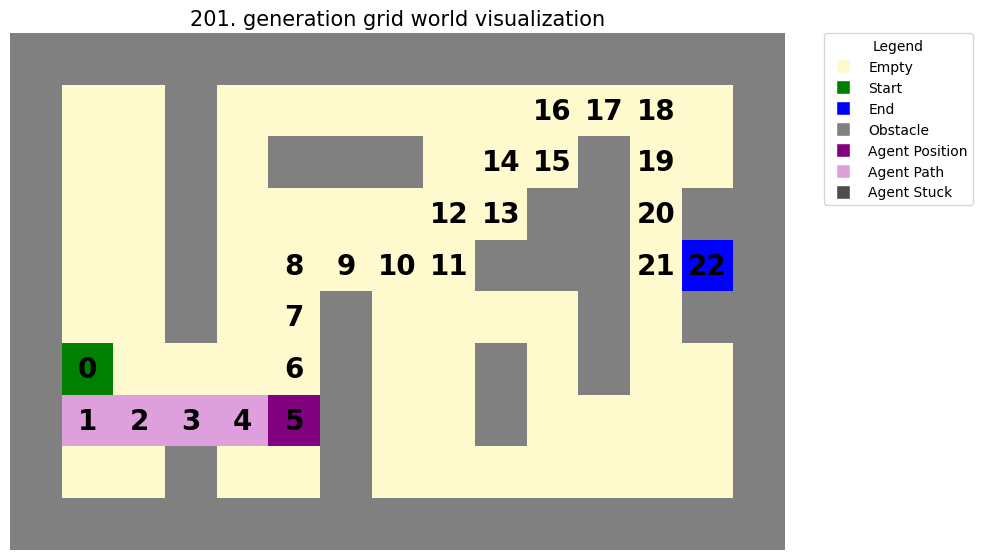 201. generation grid world visualization
16 17 18
14 15 19
12 13 20
8 9 10 11 21 22
7
0 6
1 2 3 4 5
Legend
Empty
Start
End
Obstacle
Agent Position
Agent Path
Agent Stuck